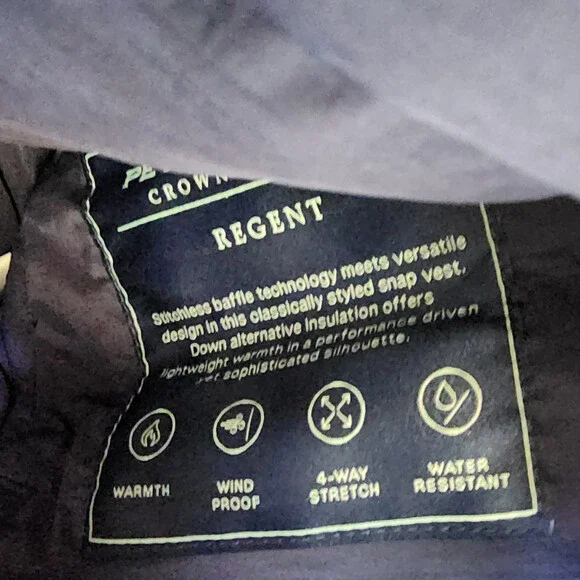 PE
CROWN
REGENT
Stitchless baffle technology meets versatile
design in this classically styled snap vest.
Down alternative insulation offers
lightweight warmth in a performance driven
yet sophisticated silhouette.
WARMTH
WIND
PROOF
4-WAY
STRETCH
WATER
RESISTANT